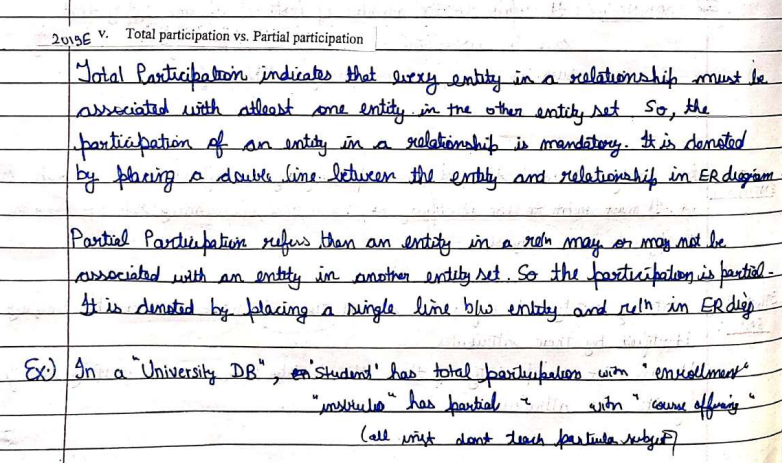 2019E v. Total participation vs. Partial participation
Total Participation indicates that every entity in a relationship must be
associated with atleast one entity in the other entity set So, the
participation of an entity in a relationship is mandatory. It is denoted
by placing a double line between the entity and relationship in ER diagram
Partial Participation refers than an entity in a reln may or may not be
associated with an entity in another entity set. So the participation is partial-
It is denoted by placing a single line b/w entity and reln in ER diag
Ex:) In a "University DB", 'Student' has total participation with "enrollment"
has partial with "course offering"
(all inst dont teach particula subject)